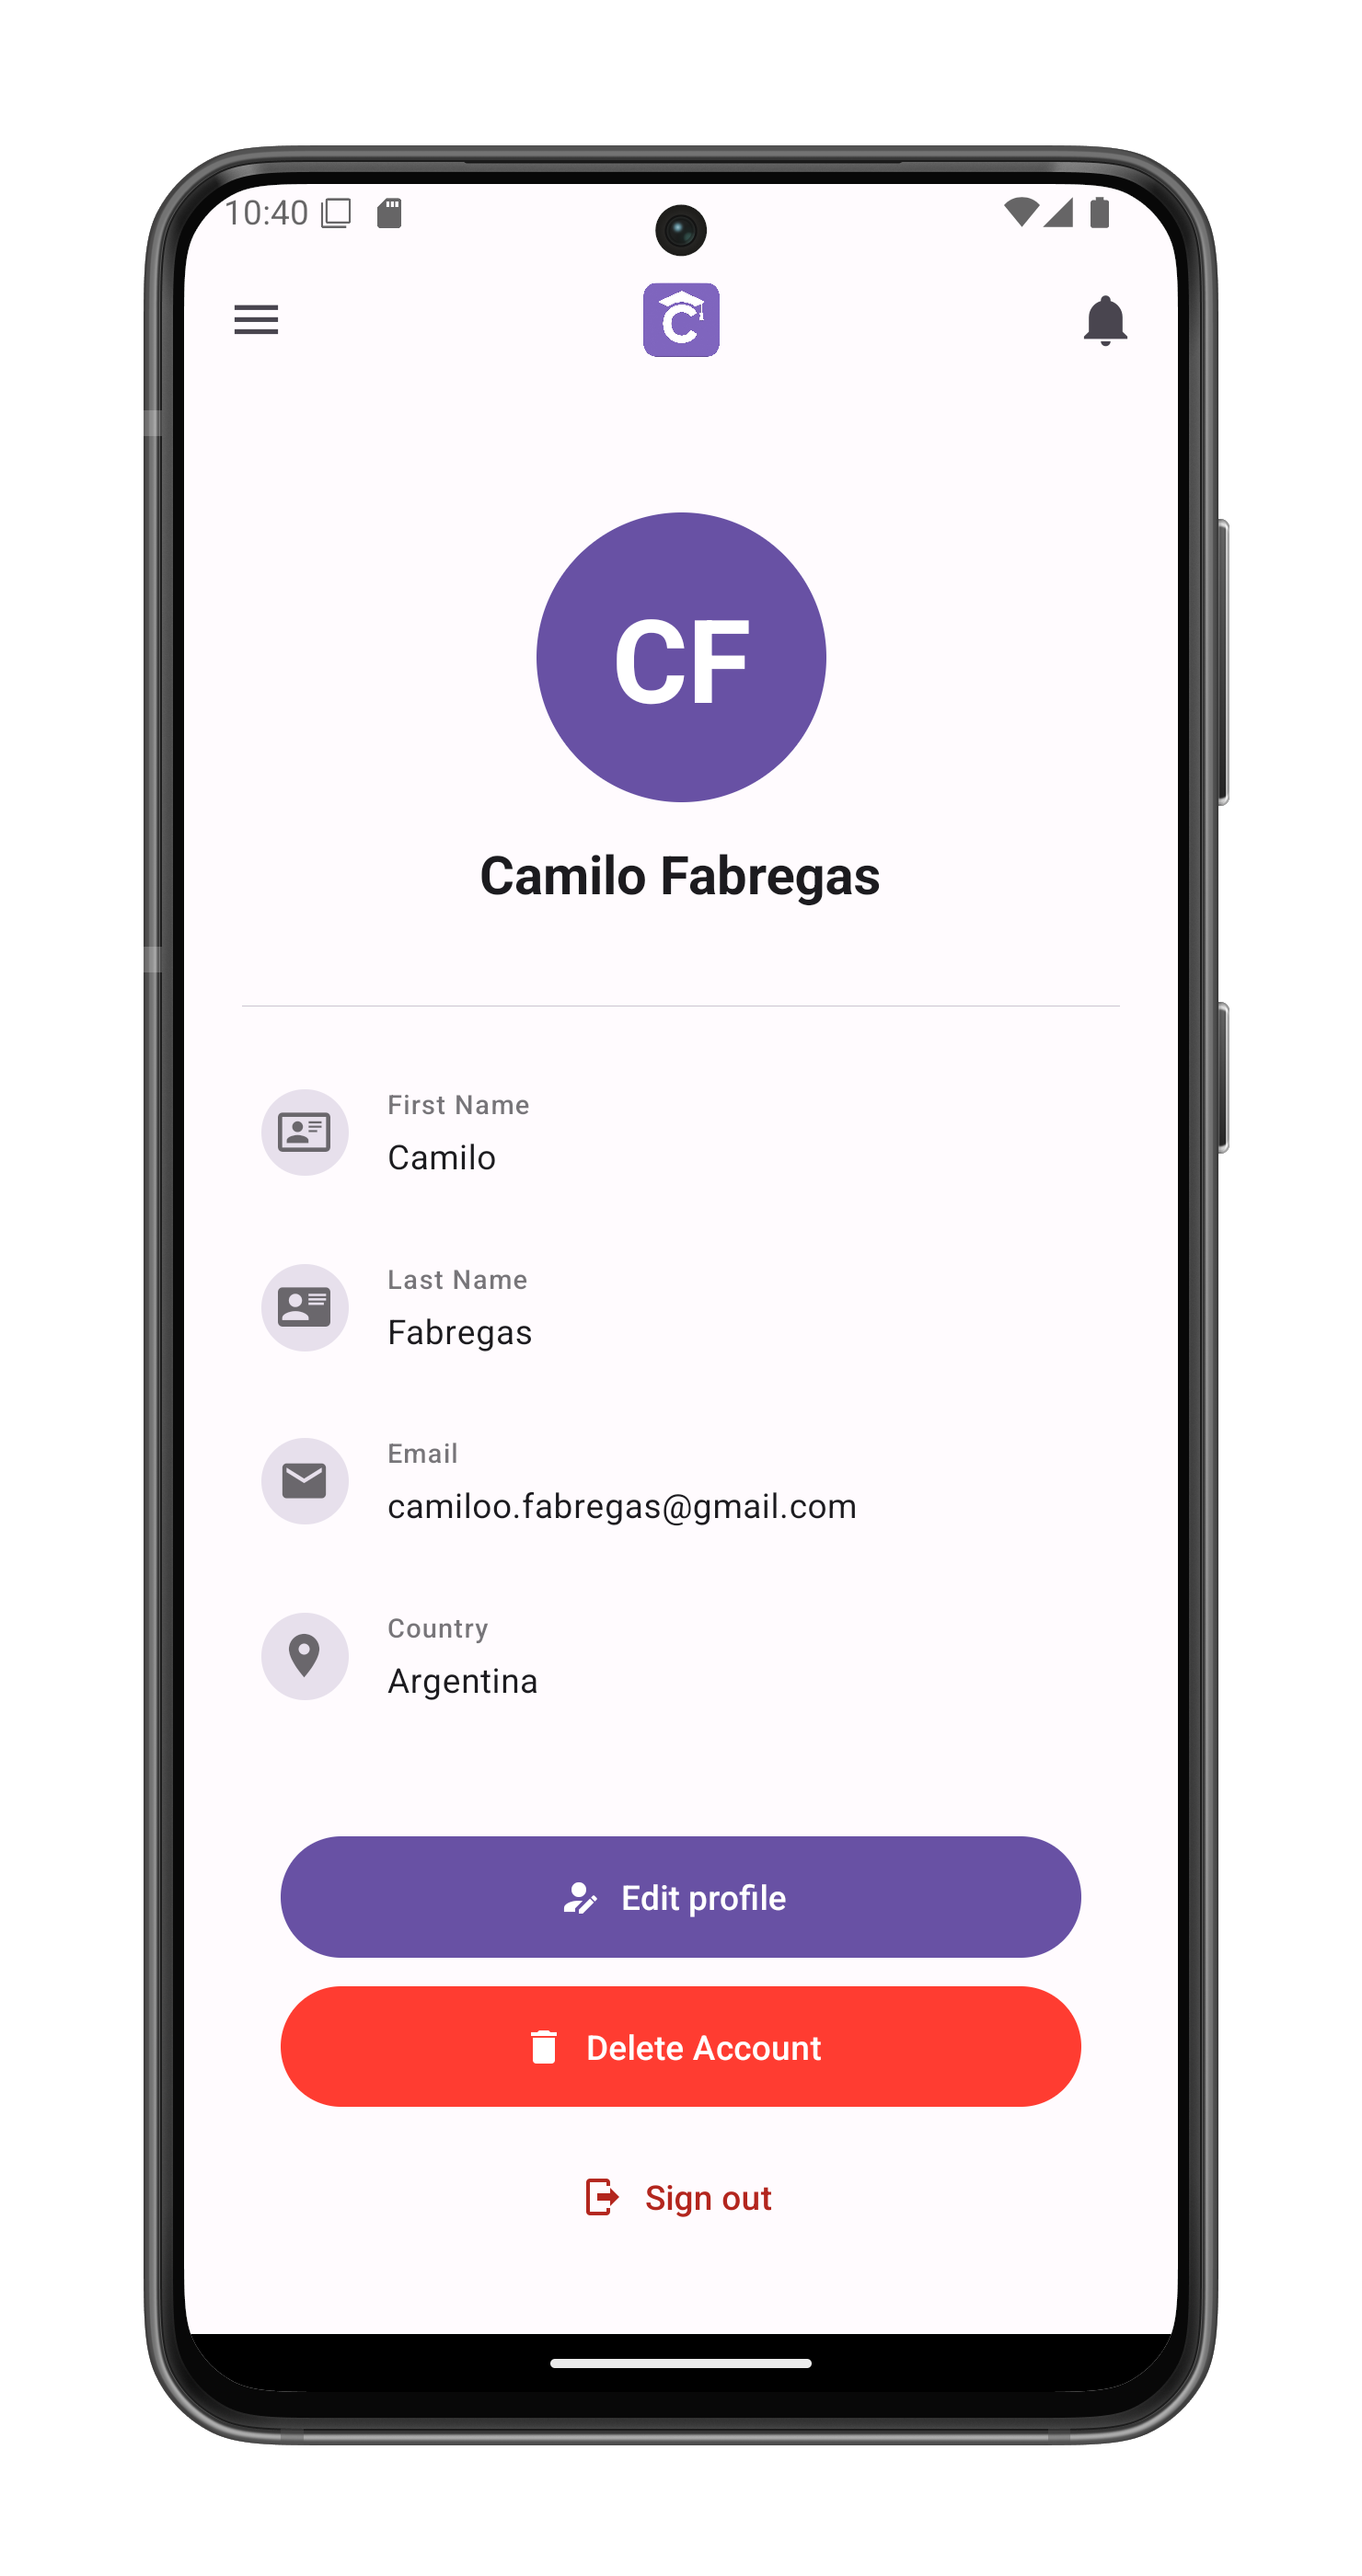 10:40
C
CF
Camilo Fabregas
First Name
Camilo
Last Name
Fabregas
Email
camiloo.fabregas@gmail.com
Country
Argentina
Edit profile
Delete Account
Sign out